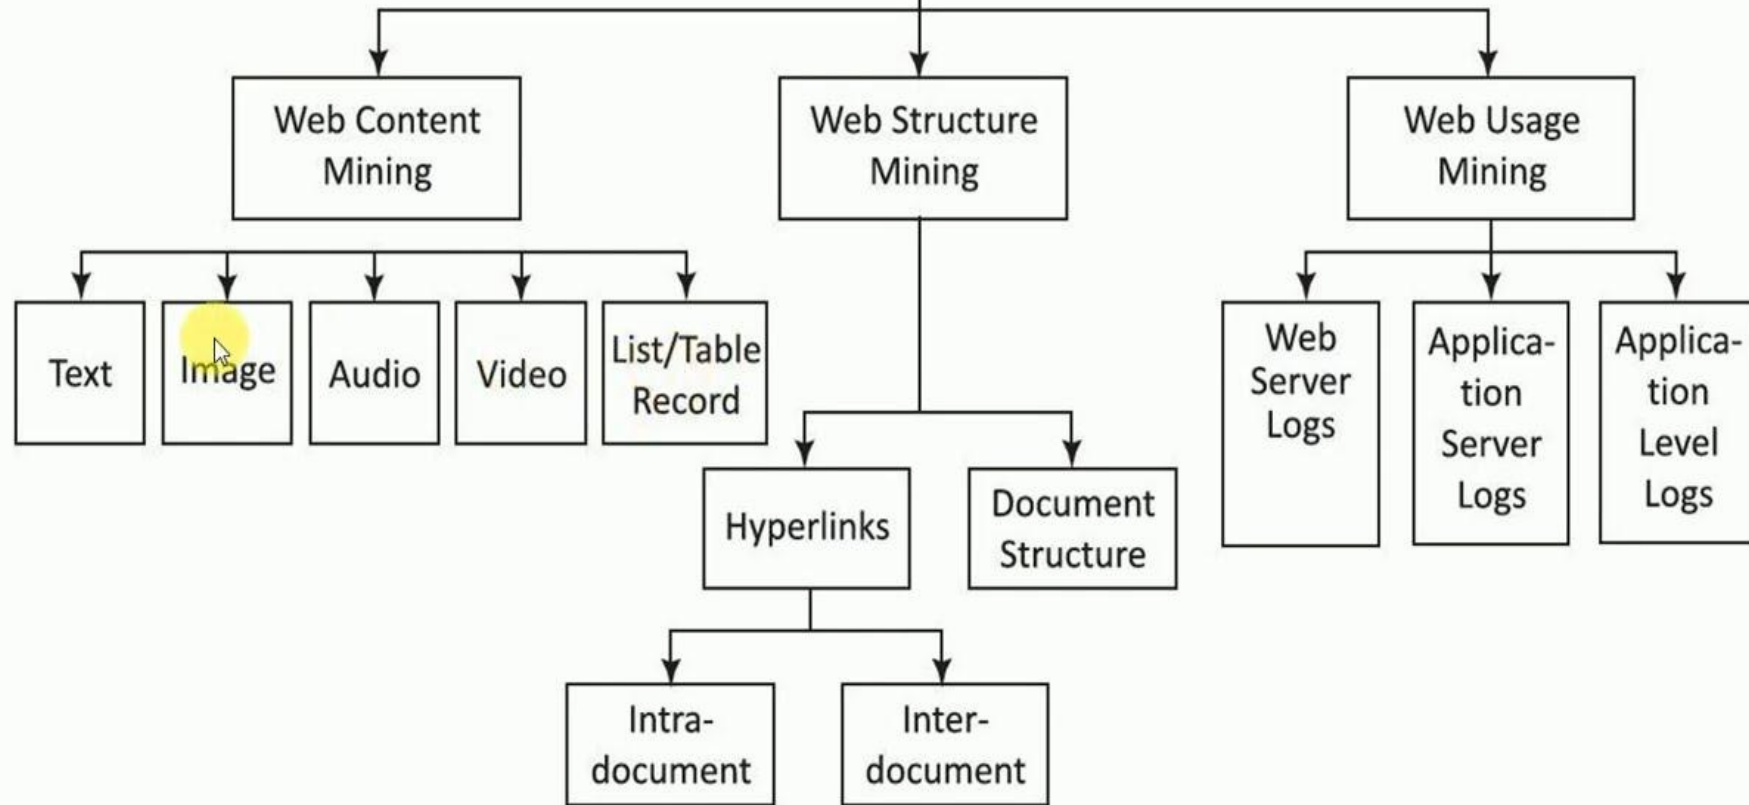 Web Content
Mining
Web Structure
Mining
Web Usage
Mining
Text
Image
Audio
Video
List/Table
Record
Web
Server
Logs
Applica-
tion
Server
Logs
Applica-
tion
Level
Logs
Hyperlinks
Document
Structure
Intra-
document
Inter-
document